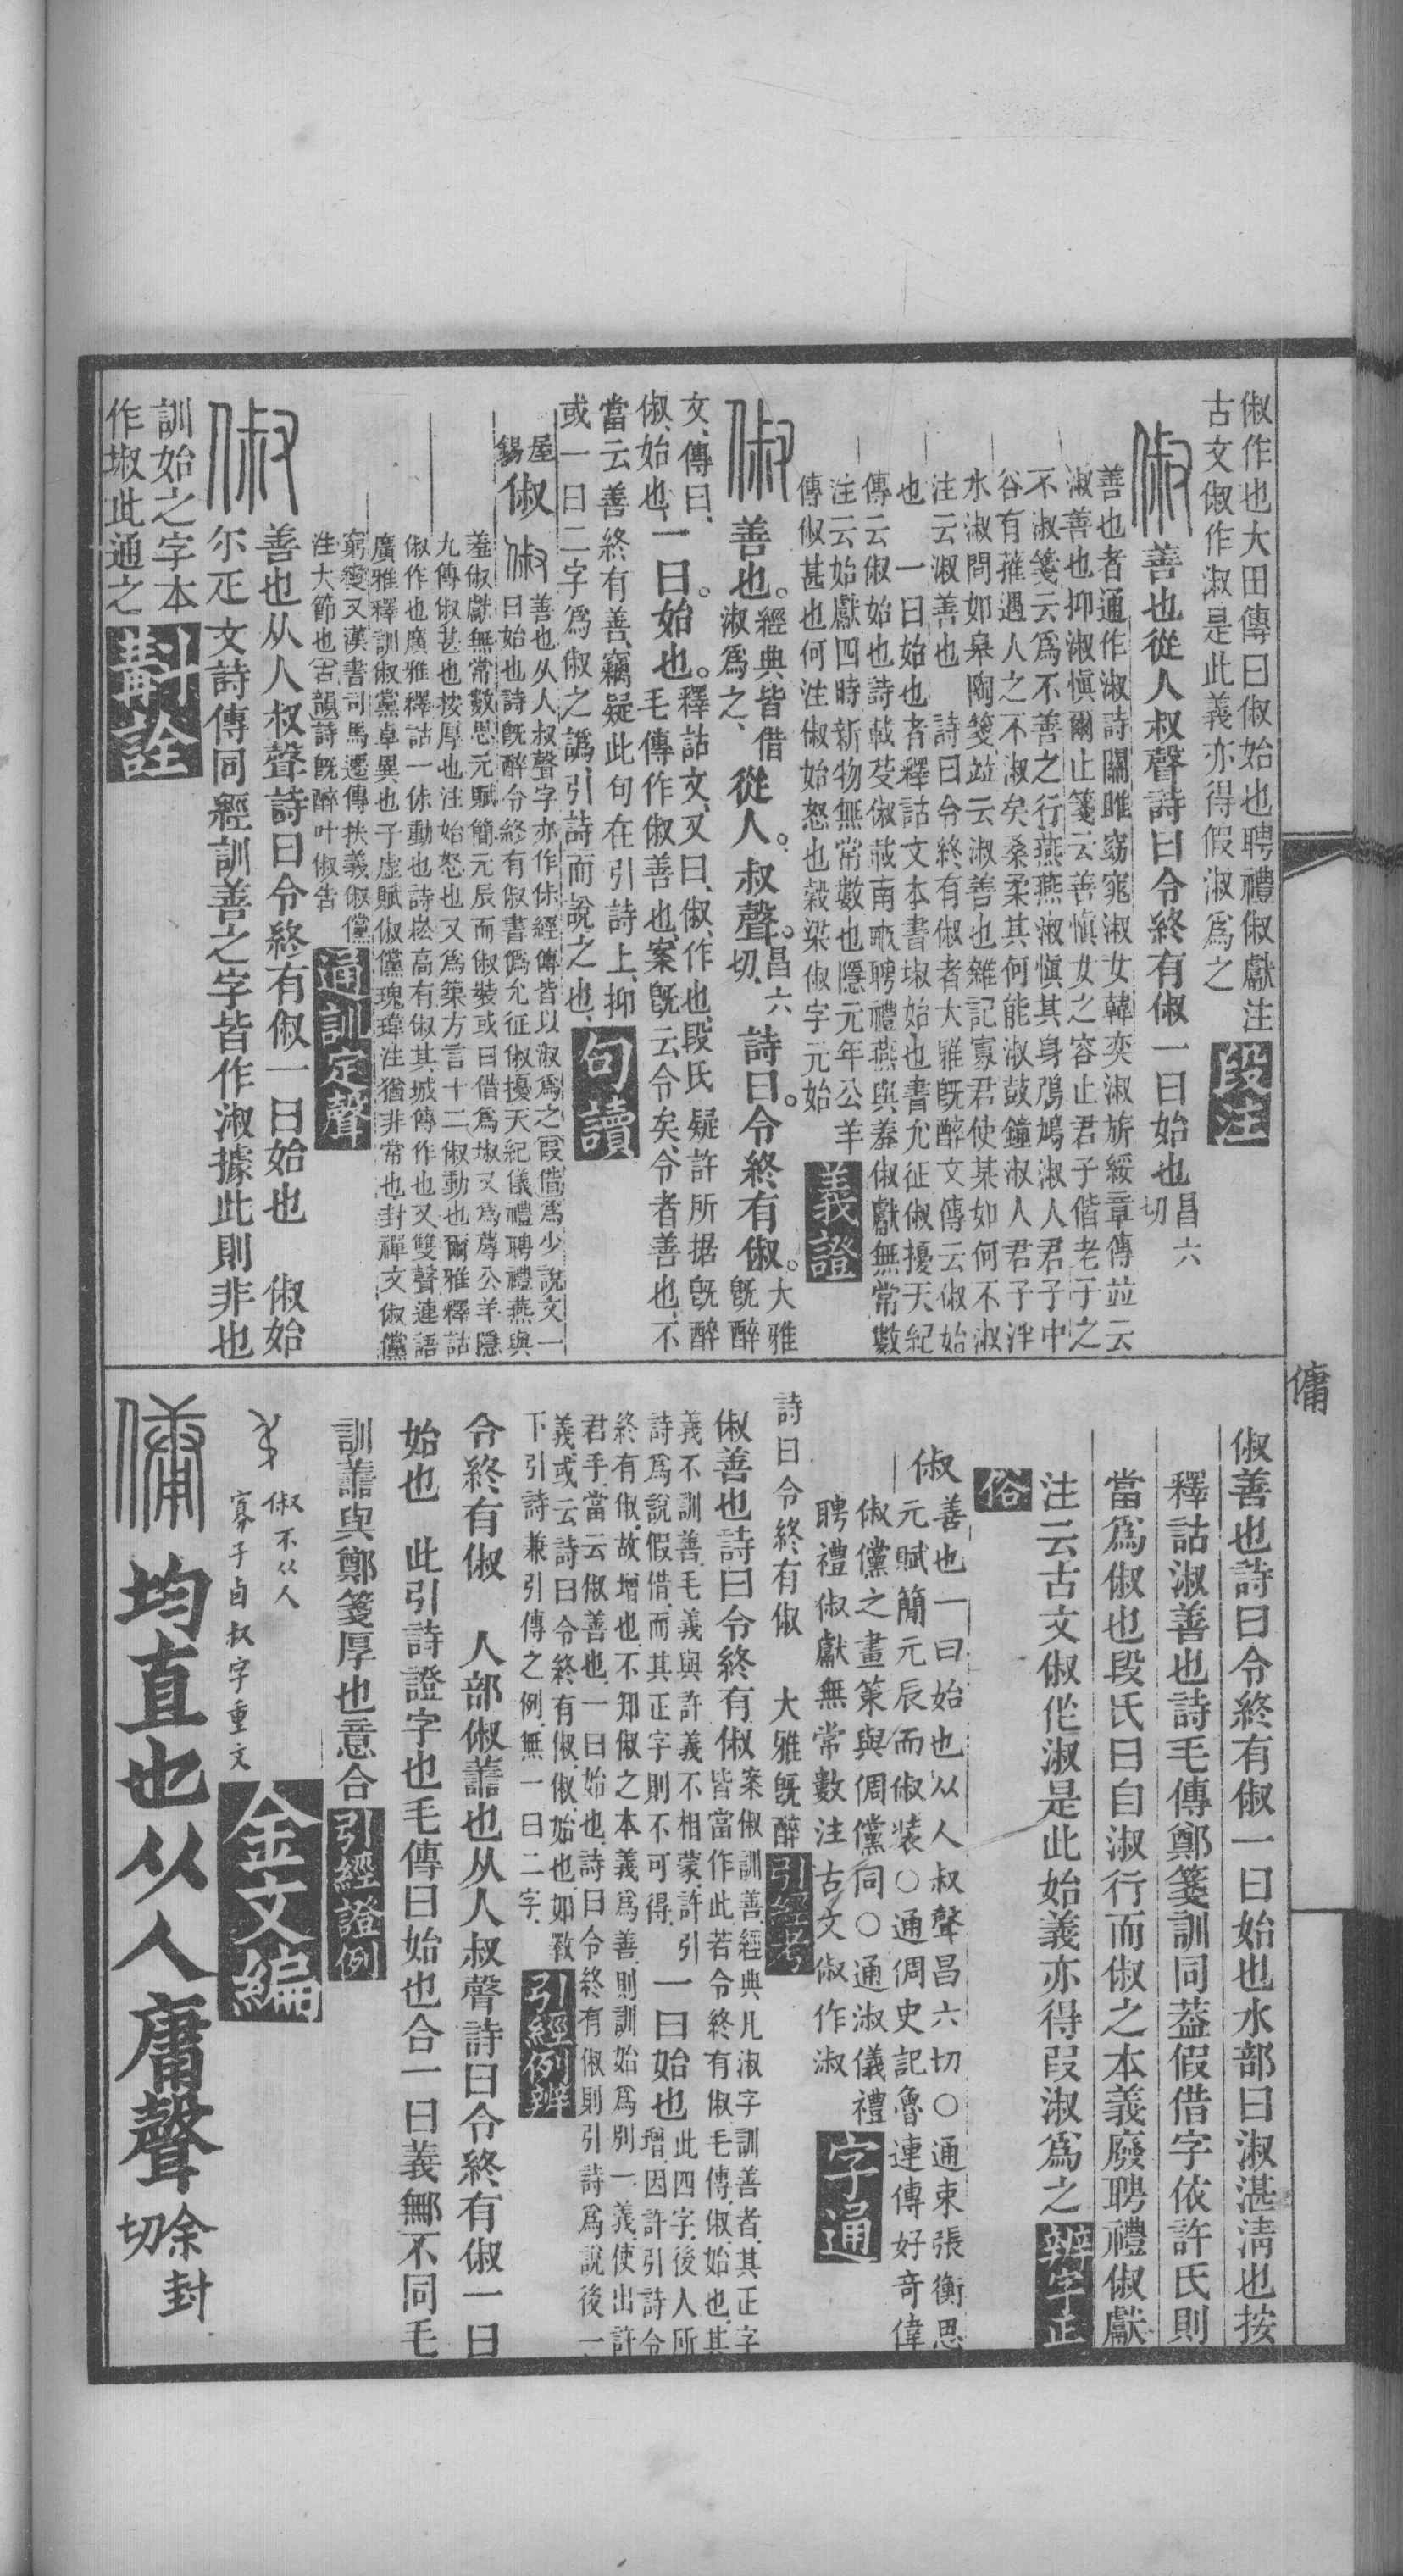 俶作也大田傳曰俶始也聘禮俶獻注
古文俶作淑是此義亦得假淑爲之
段注
善也從人叔聲詩曰令終有俶一曰始也昌六切
善也者通作淑詩關雎窈窕淑女韓奕淑旂綏章傳並云
淑善也抑淑愼爾止箋云善愼女之容止君子偕老子之
不淑箋云爲不善之行燕燕淑愼其身鳲鳩淑人君子中
谷有蓷遇人之不淑矣桑柔其何能淑鼓鐘淑人君子泮
水淑問如皋陶箋竝云淑善也雜記寡君使某如何不淑
注云淑善也　詩曰令終有俶者大雅旣醉文傳云俶始
也　一曰始也者釋詁文本書埱始也書允征俶擾天紀
傳云俶始也詩載芟俶載南畝聘禮燕與羞俶獻無常數
注云始獻四時新物無常數也隱元年公羊
傳俶甚也何注俶始怒也穀梁俶字元始
義證
善也。經典皆借淑爲之、從人。叔聲。昌六切、詩曰。令終有俶。大雅旣醉
文、傳曰、俶、始也、一曰。始也。釋詁文、又曰、俶、作也、段氏疑許所据旣醉
毛傳作俶善也、案旣云令矣、令者善也、不
當云善終有善、竊疑此句在引詩上、抑
或一曰二字爲俶之譌、引詩而說之也、
句讀
屋
錫
俶
善也从人叔聲字亦作㑐經傳皆以淑爲之叚借爲少說文一
曰始也詩旣醉令終有俶書僞允征俶擾天紀儀禮聘禮燕與
羞俶獻無常數思元賦簡元辰而俶裝或曰借爲埱又爲蓐公羊隱
九傳俶甚也按厚也注始怒也又爲築方言十二俶動也爾雅釋詁
俶作也廣雅釋詁一㑐動也詩崧高有俶其城傳作也又雙聲連語
廣雅釋訓俶黨卓異也子虛賦俶儻瑰瑋注猶非常也封禪文俶儻
窮變又漢書司馬遷傳扶義俶儻
注大節也古韻詩旣醉叶俶告
通訓定聲
善也从人叔聲詩曰令終有俶一曰始也　俶始
尒疋文詩傳同經訓善之字皆作淑據此則非也
訓始之字本
作埱此通之
斠詮
傭
俶善也詩曰令終有俶一曰始也水部曰淑湛清也按
釋詁淑善也詩毛傳鄭箋訓同葢假借字依許氏則
當爲俶也段氏曰自淑行而俶之本義廢聘禮俶獻
注云古文俶作淑是此始義亦得叚淑爲之
辨字正俗
俶
善也一曰始也从人叔聲昌六切○通束張衡思
元賦簡元辰而俶裝○通倜史記魯連傳好奇偉
俶儻之畫策與倜儻同○通淑儀禮
聘禮俶獻無常數注古文俶作淑
字通
詩曰令終有俶　大雅旣醉
引經考
俶善也詩曰令終有俶案俶訓善、經典凡淑字訓善者、其正字
皆當作此、若令終有俶、毛傳、俶、始也、其
義不訓善、毛義與許義不相蒙、許引
詩爲說假借、而其正字則不可得、
一曰始也此四字、後人所
增、因許引詩令
終有俶、故增也、不知俶之本義爲善、則訓始爲別一義、使出許
君手、當云俶善也、一曰始也、詩曰令終有俶、則引詩爲說後一
義、或云詩曰令終有俶、俶、始也、如斁
下引詩兼引傳之例、無一曰二字、
引經例辨
令終有俶　人部俶譱也从人叔聲詩曰令終有俶一曰
始也　此引詩證字也毛傳曰始也合一曰義鄦不同毛
訓譱與鄭箋厚也意合
引經證例
俶不从人
寡子卣叔字重文
金文編
均直也从人庸聲余封切